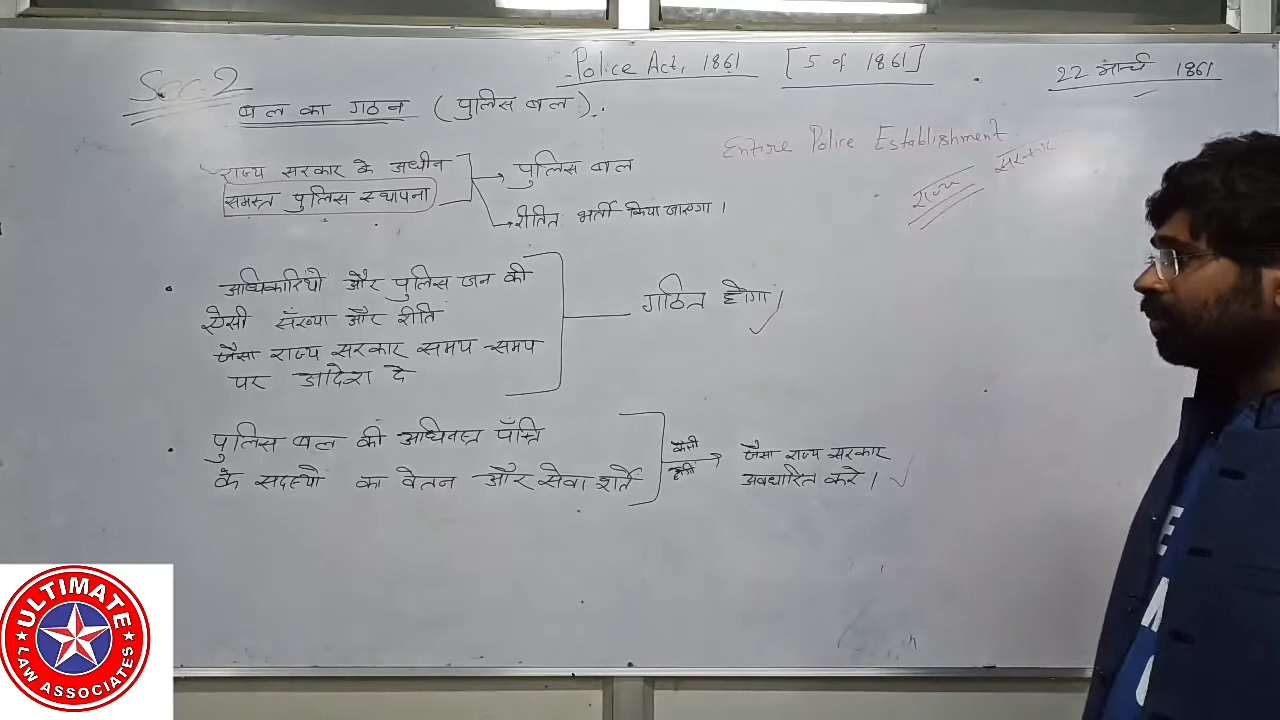 Police Act, 1861 [5 of 1861]
22 मार्च 1861
Sec. 2
बल का गठन (पुलिस बल).
Entire Police Establishment
राज्य सरकार
राज्य सरकार के अधीन
समस्त पुलिस स्थापना
पुलिस बल
रीतित भर्ती किया जाएगा।
अधिकारियों और पुलिस जन की
ऐसी सँख्या और रीति
जैसा राज्य सरकार समय-समय
पर आदेश दे
गठित होगा
पुलिस बल की अधिनस्त पँक्ति
के सदस्यों का वेतन और सेवा शर्ते
वैसी
होगी
जैसा राज्य सरकार
अवधारित करे।
ULTIMATE
LAW ASSOCIATES